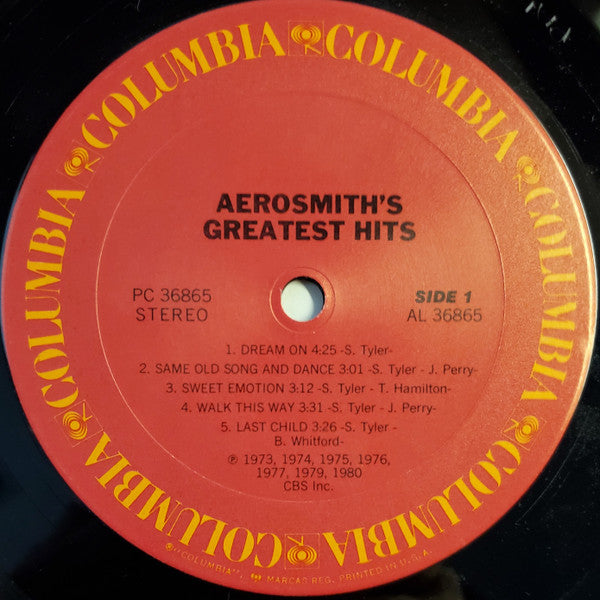 COLUMBIA COLUMBIA COLUMBIA COLUMBIA COLUMBIA COLUMBIA COLUMBIA COLUMBIA
AEROSMITH'S
GREATEST HITS
PC 36865
STEREO
SIDE 1
AL 36865
1. DREAM ON 4:25 -S. Tyler-
2. SAME OLD SONG AND DANCE 3:01 -S. Tyler - J. Perry-
3. SWEET EMOTION 3:12 -S. Tyler - T. Hamilton-
4. WALK THIS WAY 3:31 -S. Tyler - J. Perry-
5. LAST CHILD 3:26 -S. Tyler -
B. Whitford-
℗ 1973, 1974, 1975, 1976,
1977, 1979, 1980
CBS Inc.
®"COLUMBIA", MARCAS REG. PRINTED IN U.S.A.